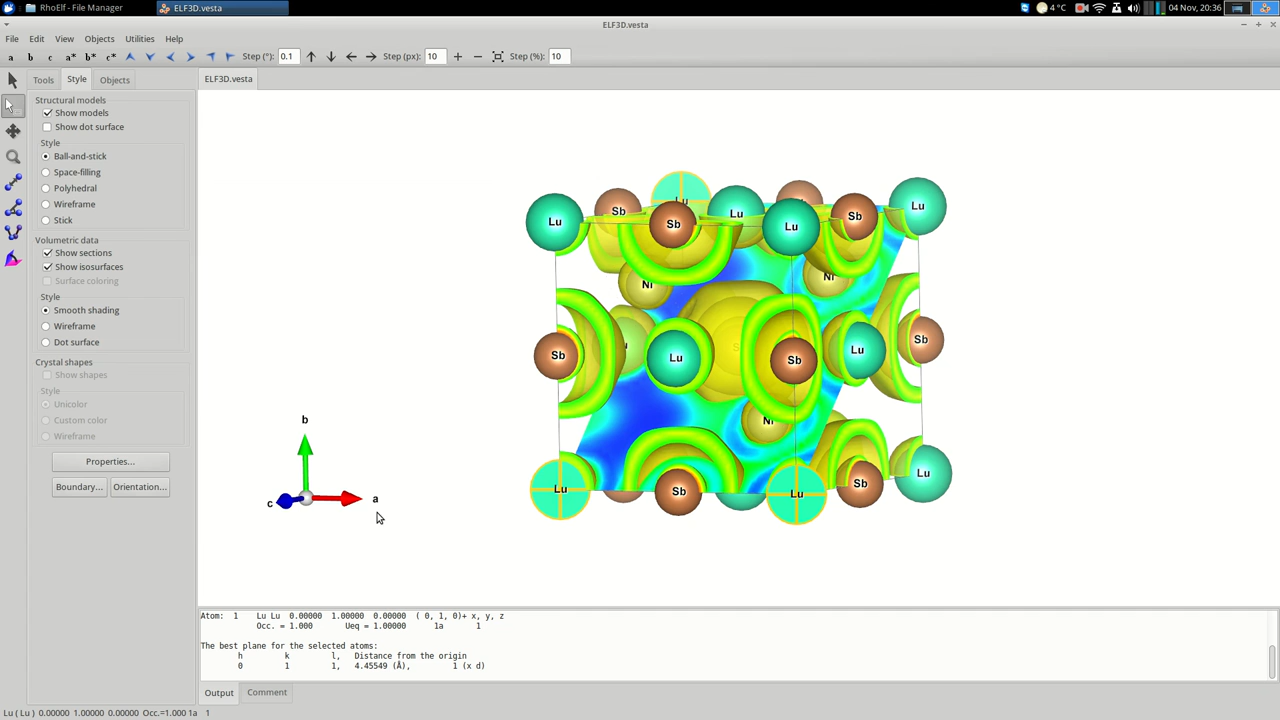 RhoElf - File Manager
ELF3D.vesta
4 °C
04 Nov, 20:36
ELF3D.vesta
File Edit View Objects Utilities Help
a b c a* b* c* Step (°): 0.1 Step (px): 10 Step (%): 10
Tools Style Objects
ELF3D.vesta
Structural models
Show models
Show dot surface
Style
Ball-and-stick
Space-filling
Polyhedral
Wireframe
Stick
Volumetric data
Show sections
Show isosurfaces
Surface coloring
Style
Smooth shading
Wireframe
Dot surface
Crystal shapes
Show shapes
Style
Unicolor
Custom color
Wireframe
Properties...
Boundary... Orientation...
Lu Sb Lu Sb Lu Lu Sb Lu
Ni Ni
Sb Lu Sb Lu Sb
Ni
Lu Sb Lu Sb Lu
b
c a
Atom: 1 Lu Lu 0.00000 1.00000 0.00000 ( 0, 1, 0)+ x, y, z
Occ. = 1.000 Ueq = 1.00000 1a 1
The best plane for the selected atoms:
h k l, Distance from the origin
0 1 1, 4.45549 (Å), 1 (x d)
Output Comment
Lu ( Lu ) 0.00000 1.00000 0.00000 Occ.=1.000 1a 1